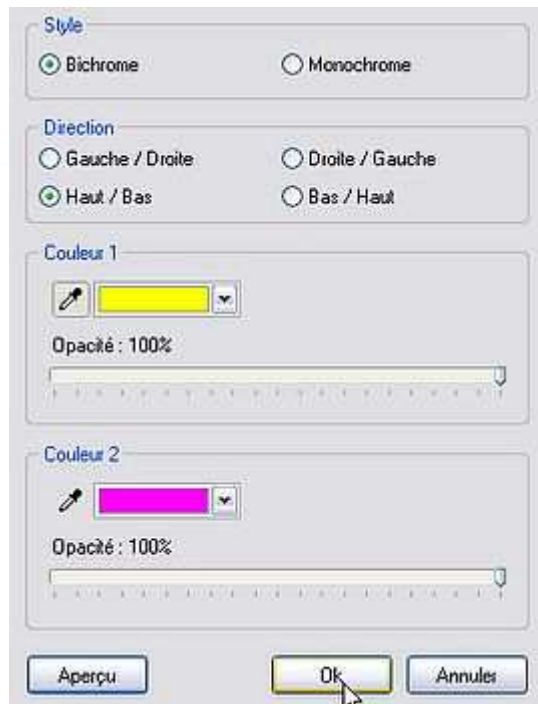 Style
Bichrome Monochrome
Direction
Gauche / Droite Droite / Gauche
Haut / Bas Bas / Haut
Couleur 1
Opacité : 100%
Couleur 2
Opacité : 100%
Aperçu Ok Annuler